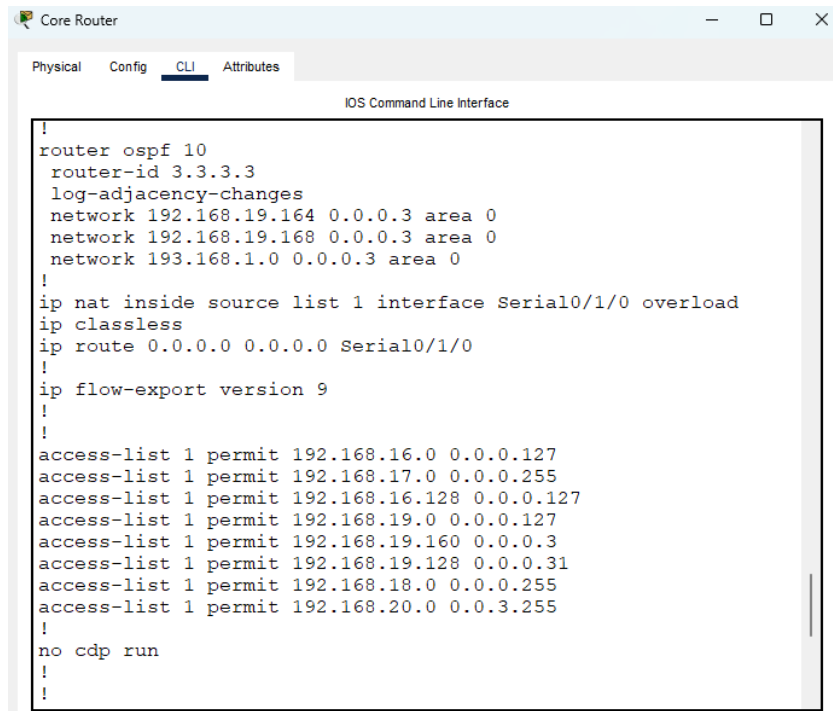 Core Router
Physical Config CLI Attributes
IOS Command Line Interface
!
router ospf 10
 router-id 3.3.3.3
 log-adjacency-changes
 network 192.168.19.164 0.0.0.3 area 0
 network 192.168.19.168 0.0.0.3 area 0
 network 193.168.1.0 0.0.0.3 area 0
!
ip nat inside source list 1 interface Serial0/1/0 overload
ip classless
ip route 0.0.0.0 0.0.0.0 Serial0/1/0
!
ip flow-export version 9
!
!
access-list 1 permit 192.168.16.0 0.0.0.127
access-list 1 permit 192.168.17.0 0.0.0.255
access-list 1 permit 192.168.16.128 0.0.0.127
access-list 1 permit 192.168.19.0 0.0.0.127
access-list 1 permit 192.168.19.160 0.0.0.3
access-list 1 permit 192.168.19.128 0.0.0.31
access-list 1 permit 192.168.18.0 0.0.0.255
access-list 1 permit 192.168.20.0 0.0.3.255
!
no cdp run
!
!